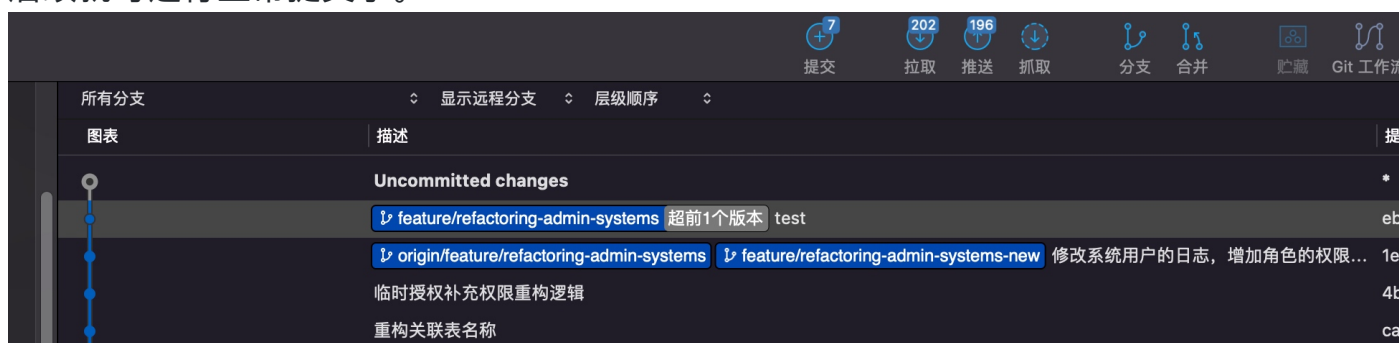 7 202 196
提交 拉取 推送 抓取 分支 合并 贮藏 Git 工作流
所有分支 显示远程分支 层级顺序
图表 描述 提
Uncommitted changes *
feature/refactoring-admin-systems 超前1个版本 test eb
origin/feature/refactoring-admin-systems feature/refactoring-admin-systems-new 修改系统用户的日志，增加角色的权限... 1e
临时授权补充权限重构逻辑 4b
重构关联表名称 ca